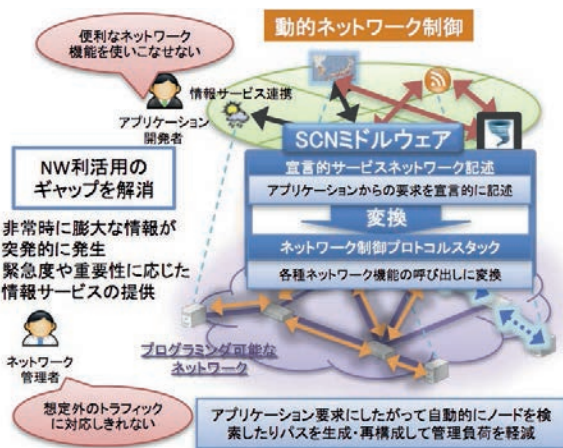 動的ネットワーク制御
便利なネットワーク
機能を使いこなせない
情報サービス連携
アプリケーション
開発者
SCNミドルウェア
宣言的サービスネットワーク記述
アプリケーションからの要求を宣言的に記述
変換
ネットワーク制御プロトコルスタック
各種ネットワーク機能の呼び出しに変換
NW利活用の
ギャップを解消
非常時に膨大な情報が
突発的に発生
緊急度や重要性に応じた
情報サービスの提供
ネットワーク
管理者
プログラミング可能な
ネットワーク
想定外のトラフィック
に対応しきれない
アプリケーション要求にしたがって自動的にノードを検
索したりパスを生成・再構成して管理負荷を軽減